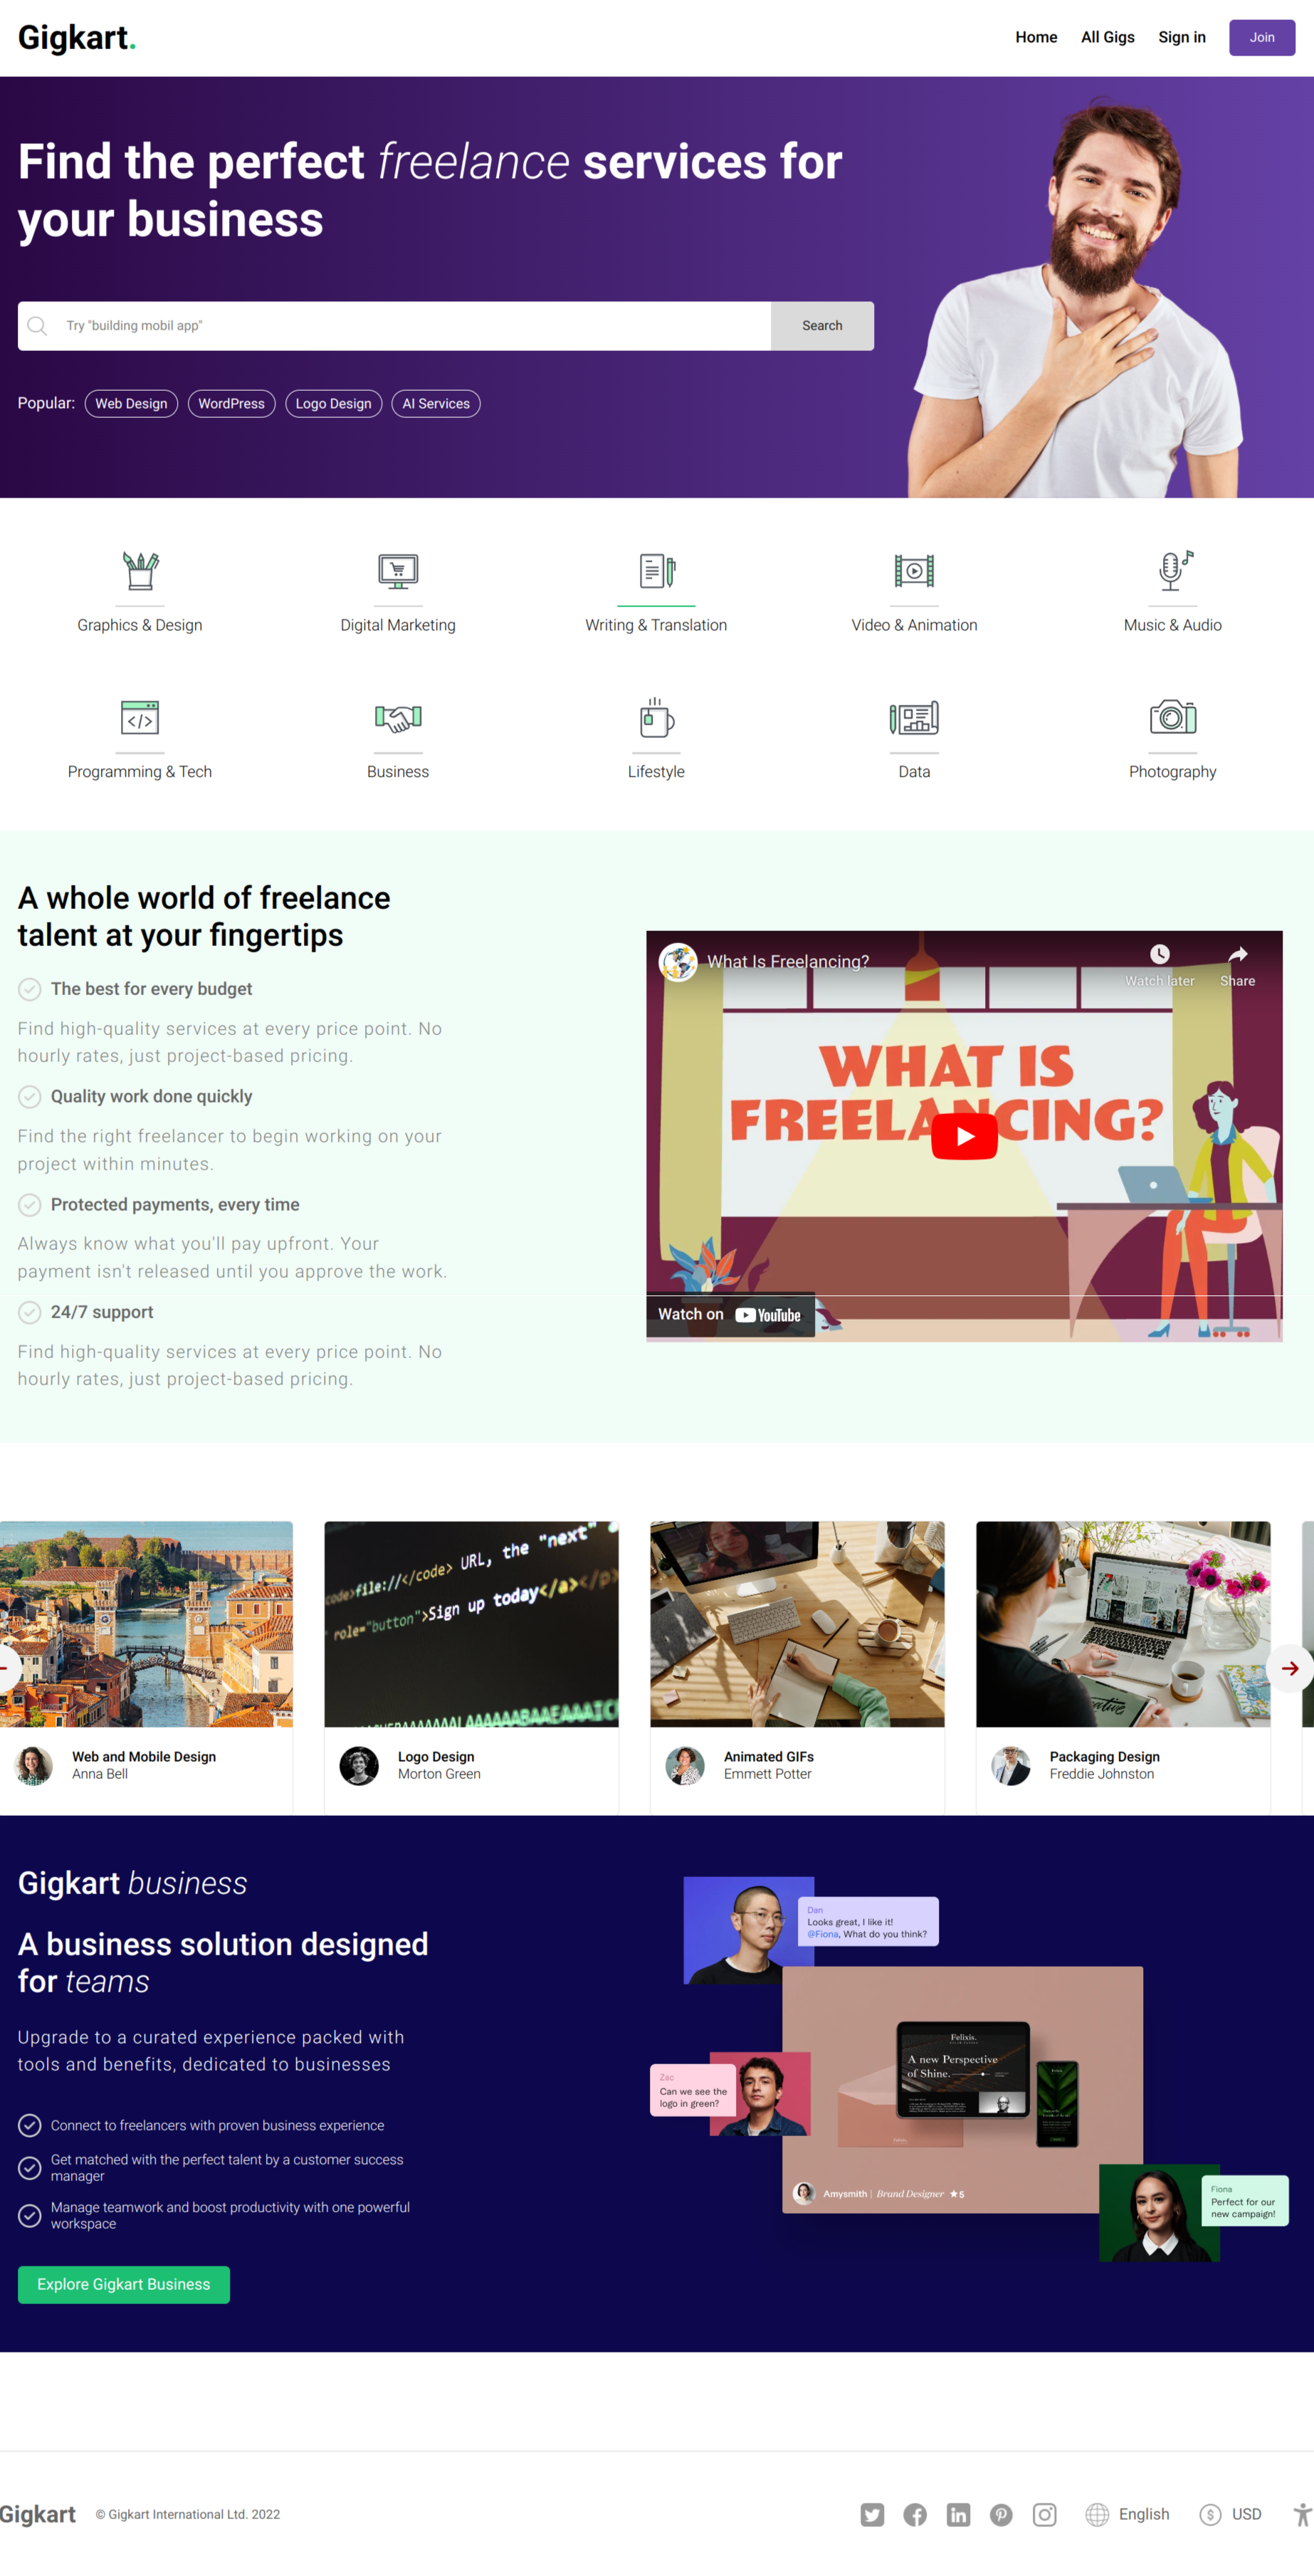 Gigkart.
Home
All Gigs
Sign in
Join
Find the perfect freelance services for
your business
Try "building mobil app"
Search
Popular:
Web Design
WordPress
Logo Design
AI Services
Graphics & Design
Digital Marketing
Writing & Translation
Video & Animation
Music & Audio
</>
Programming & Tech
Business
Lifestyle
Data
Photography
A whole world of freelance
talent at your fingertips
The best for every budget
Find high-quality services at every price point. No
hourly rates, just project-based pricing.
Quality work done quickly
Find the right freelancer to begin working on your
project within minutes.
Protected payments, every time
Always know what you'll pay upfront. Your
payment isn't released until you approve the work.
24/7 support
Find high-quality services at every price point. No
hourly rates, just project-based pricing.
What Is Freelancing?
Watch later
Share
WHAT IS
FREELANCING?
Watch on YouTube
code>file://</code> URL, the "next"
role="button">Sign up today</a></p>
Web and Mobile Design
Anna Bell
Logo Design
Morton Green
Animated GIFs
Emmett Potter
Packaging Design
Freddie Johnston
Gigkart business
A business solution designed
for teams
Upgrade to a curated experience packed with
tools and benefits, dedicated to businesses
Connect to freelancers with proven business experience
Get matched with the perfect talent by a customer success
manager
Manage teamwork and boost productivity with one powerful
workspace
Explore Gigkart Business
Dan
Looks great, I like it!
@Fiona, What do you think?
Felixis.
A new Perspective
of Shine.
Zac
Can we see the
logo in green?
Amysmith | Brand Designer ★5
Fiona
Perfect for our
new campaign!
Gigkart
© Gigkart International Ltd. 2022
English
USD